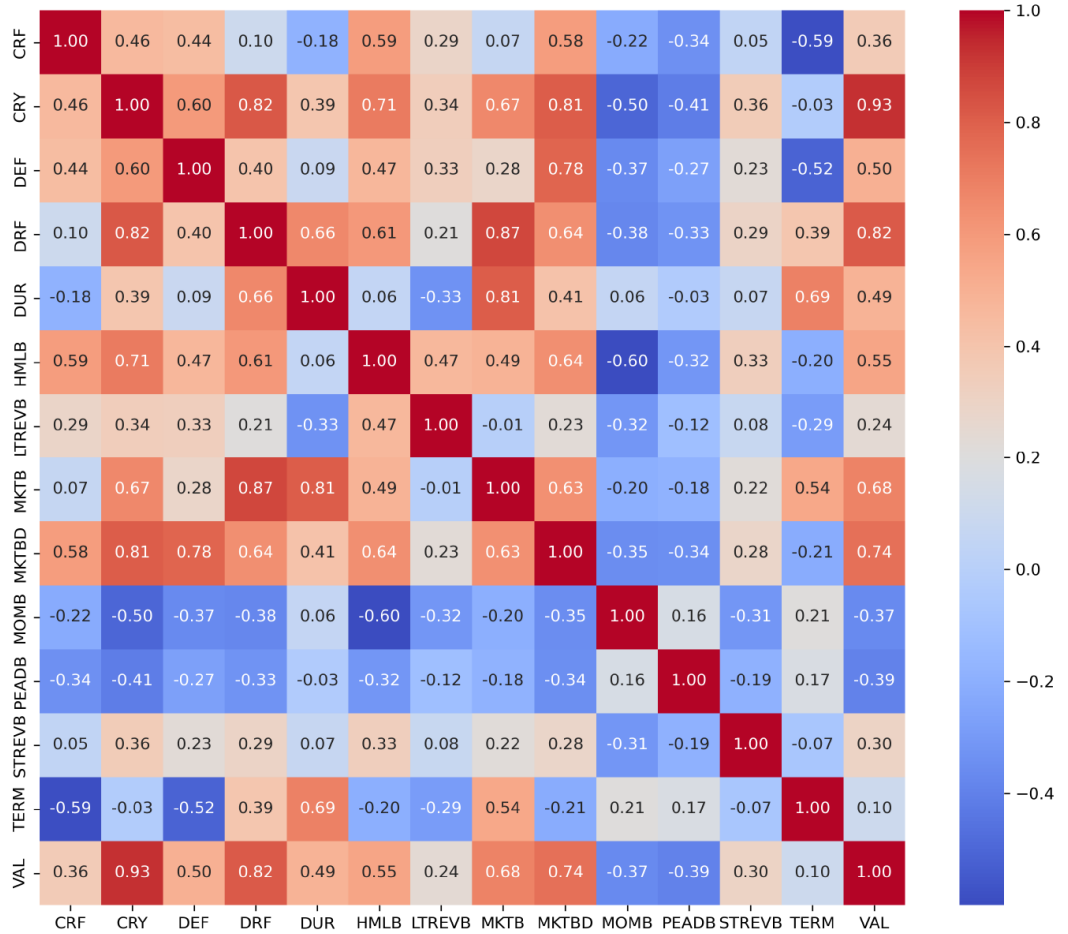 CRF 1.00 0.46 0.44 0.10 -0.18 0.59 0.29 0.07 0.58 -0.22 -0.34 0.05 -0.59 0.36
CRY 0.46 1.00 0.60 0.82 0.39 0.71 0.34 0.67 0.81 -0.50 -0.41 0.36 -0.03 0.93
DEF 0.44 0.60 1.00 0.40 0.09 0.47 0.33 0.28 0.78 -0.37 -0.27 0.23 -0.52 0.50
DRF 0.10 0.82 0.40 1.00 0.66 0.61 0.21 0.87 0.64 -0.38 -0.33 0.29 0.39 0.82
DUR -0.18 0.39 0.09 0.66 1.00 0.06 -0.33 0.81 0.41 0.06 -0.03 0.07 0.69 0.49
HMLB 0.59 0.71 0.47 0.61 0.06 1.00 0.47 0.49 0.64 -0.60 -0.32 0.33 -0.20 0.55
LTREVB 0.29 0.34 0.33 0.21 -0.33 0.47 1.00 -0.01 0.23 -0.32 -0.12 0.08 -0.29 0.24
MKTB 0.07 0.67 0.28 0.87 0.81 0.49 -0.01 1.00 0.63 -0.20 -0.18 0.22 0.54 0.68
MKTBD 0.58 0.81 0.78 0.64 0.41 0.64 0.23 0.63 1.00 -0.35 -0.34 0.28 -0.21 0.74
MOMB -0.22 -0.50 -0.37 -0.38 0.06 -0.60 -0.32 -0.20 -0.35 1.00 0.16 -0.31 0.21 -0.37
PEADB -0.34 -0.41 -0.27 -0.33 -0.03 -0.32 -0.12 -0.18 -0.34 0.16 1.00 -0.19 0.17 -0.39
STREVB 0.05 0.36 0.23 0.29 0.07 0.33 0.08 0.22 0.28 -0.31 -0.19 1.00 -0.07 0.30
TERM -0.59 -0.03 -0.52 0.39 0.69 -0.20 -0.29 0.54 -0.21 0.21 0.17 -0.07 1.00 0.10
VAL 0.36 0.93 0.50 0.82 0.49 0.55 0.24 0.68 0.74 -0.37 -0.39 0.30 0.10 1.00
CRF CRY DEF DRF DUR HMLB LTREVB MKTB MKTBD MOMB PEADB STREVB TERM VAL
1.0
0.8
0.6
0.4
0.2
0.0
−0.2
−0.4